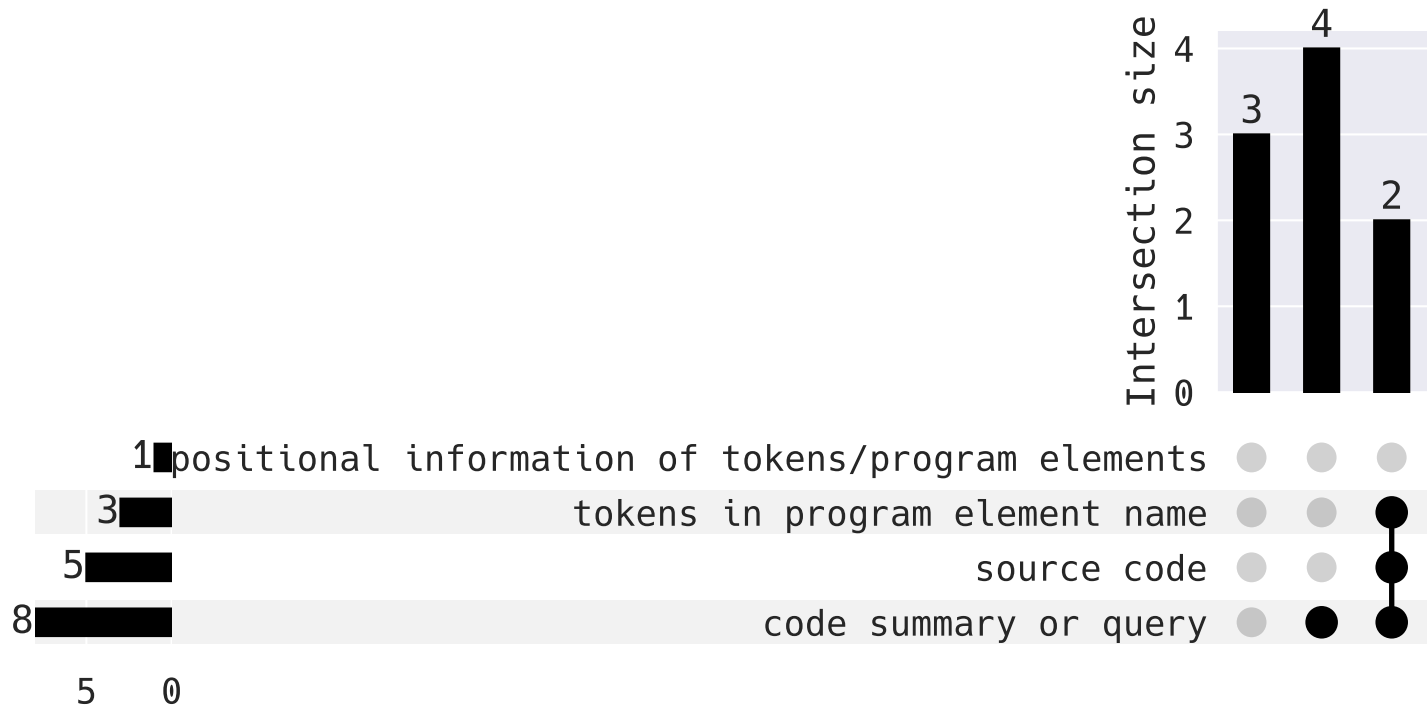 4
Intersection size
4
3
3
2
2
1
0
1
positional information of tokens/program elements
3
tokens in program element name
5
source code
8
code summary or query
5 0